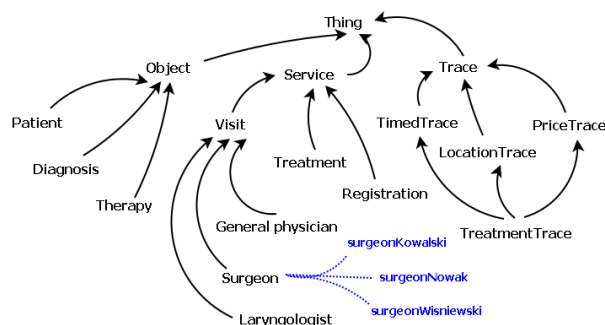 Thing
Object
Service
Trace
Patient
Visit
TimedTrace
PriceTrace
Diagnosis
Treatment
LocationTrace
Therapy
Registration
General physician
TreatmentTrace
surgeonKowalski
Surgeon
surgeonNowak
surgeonWisniewski
Laryngologist